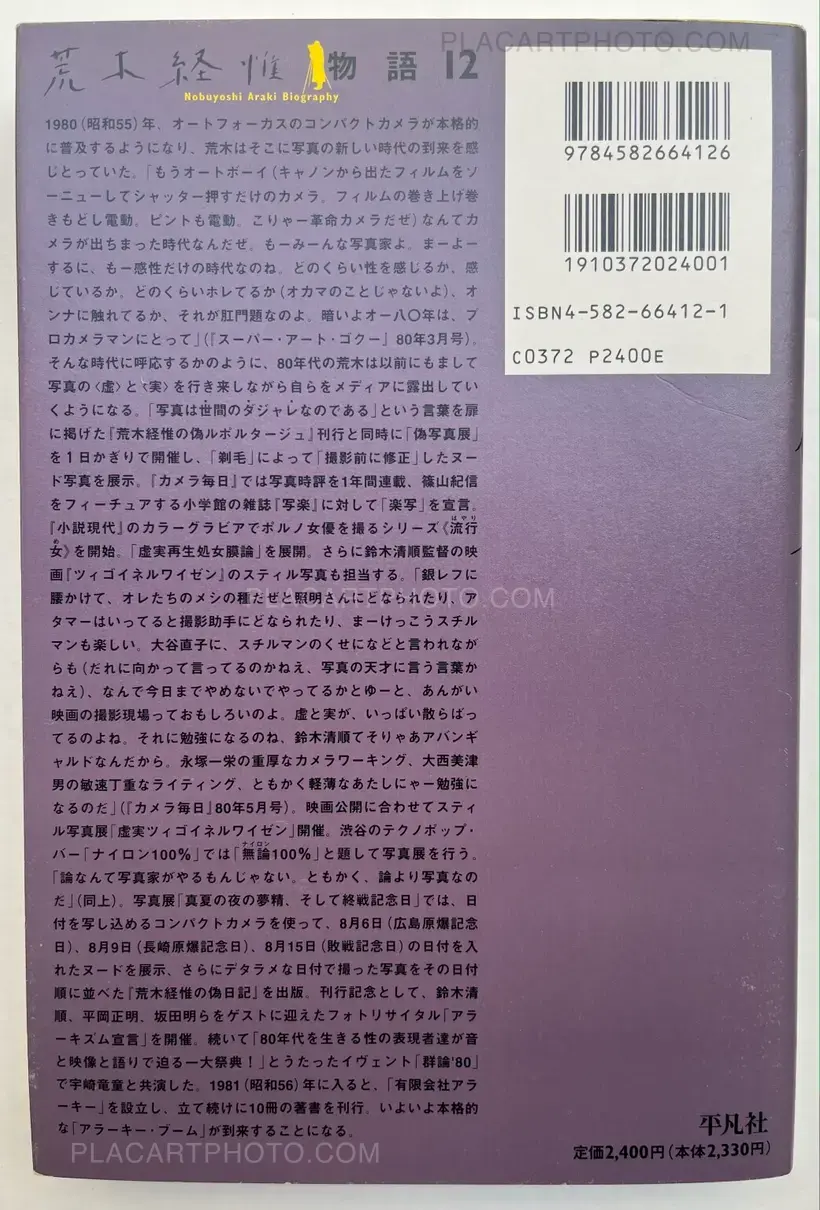 PLACARTPHOTO.COM
荒木経惟物語 12
Nobuyoshi Araki Biography
1980(昭和55)年、オートフォーカスのコンパクトカメラが本格的
に普及するようになり、荒木はそこに写真の新しい時代の到来を感
じとっていた。「もうオートボーイ(キャノンから出たフィルムをソ
ーニューしてシャッター押すだけのカメラ。フィルムの巻き上げ巻
きもどし電動。ピントも電動。こりゃー革命カメラだぜ)なんてカ
メラが出ちまった時代なんだぜ。もーみーんな写真家よ。まーよー
するに、もー感性だけの時代なのね。どのくらい性を感じるか、感
じているか。どのくらいホレてるか(オカマのことじゃないよ)、オ
ンナに触れてるか、それが肛門題なのよ。暗いよオー八〇年は、プ
ロカメラマンにとって」(『スーパー・アート・ゴクー』80年3月号)。
そんな時代に呼応するかのように、80年代の荒木は以前にもまして
写真の〈虚〉と〈実〉を行き来しながら自らをメディアに露出してい
くようになる。「写真は世間のダジャレなのである」という言葉を扉
に掲げた『荒木経惟の偽ルポルタージュ』刊行と同時に「偽写真展」
を1日かぎりで開催し、「剃毛」によって「撮影前に修正」したヌー
ド写真を展示。『カメラ毎日』では写真時評を1年間連載、篠山紀信
をフィーチュアする小学館の雑誌『写楽』に対して「楽写」を宣言。
『小説現代』のカラーグラビアでポルノ女優を撮るシリーズ《流行
はやり
女》を開始。「虚実再生処女膜論」を展開。さらに鈴木清順監督の映
め
画『ツィゴイネルワイゼン』のスティル写真も担当する。「銀レフに
腰かけて、オレたちのメシの種だぜと照明さんにどなられたり、ア
タマーはいってると撮影助手にどなられたり、まーけっこうスチル
マンも楽しい。大谷直子に、スチルマンのくせになどと言われなが
らも(だれに向かって言ってるのかねえ、写真の天才に言う言葉か
ねえ)、なんで今日までやめないでやってるかとゆーと、あんがい
映画の撮影現場っておもしろいのよ。虚と実が、いっぱい散らばっ
てるのよね。それに勉強になるのね、鈴木清順てそりゃあアバンギ
ャルドなんだから。永塚一栄の重厚なカメラワーキング、大西美津
男の敏速丁重なライティング、ともかく軽薄なあたしにゃー勉強に
なるのだ」(『カメラ毎日』80年5月号)。映画公開に合わせてスティ
ル写真展「虚実ツィゴイネルワイゼン」開催。渋谷のテクノポップ・
バー「ナイロン100%」では「無論100%」と題して写真展を行う。
ナイロン
「論なんて写真家がやるもんじゃない。ともかく、論より写真なの
だ」(同上)。写真展「真夏の夜の夢精、そして終戦記念日」では、日
付を写し込めるコンパクトカメラを使って、8月6日(広島原爆記念
日)、8月9日(長崎原爆記念日)、8月15日(敗戦記念日)の日付を入
れたヌードを展示、さらにデタラメな日付で撮った写真をその日付
順に並べた『荒木経惟の偽日記』を出版。刊行記念として、鈴木清
順、平岡正明、坂田明らをゲストに迎えたフォトリサイタル「アラ
ーキズム宣言」を開催。続いて「80年代を生きる性の表現者達が音
と映像と語りで迫る一大祭典!」とうたったイヴェント「群論'80」
で宇崎竜童と共演した。1981(昭和56)年に入ると、「有限会社アラ
ーキー」を設立し、立て続けに10冊の著書を刊行。いよいよ本格的
な「アラーキー・ブーム」が到来することになる。
9784582664126
1910372024001
ISBN4-582-66412-1
C0372 P2400E
PLACARTPHOTO.COM
平凡社
定価2,400円(本体2,330円)
PLACARTPHOTO.COM